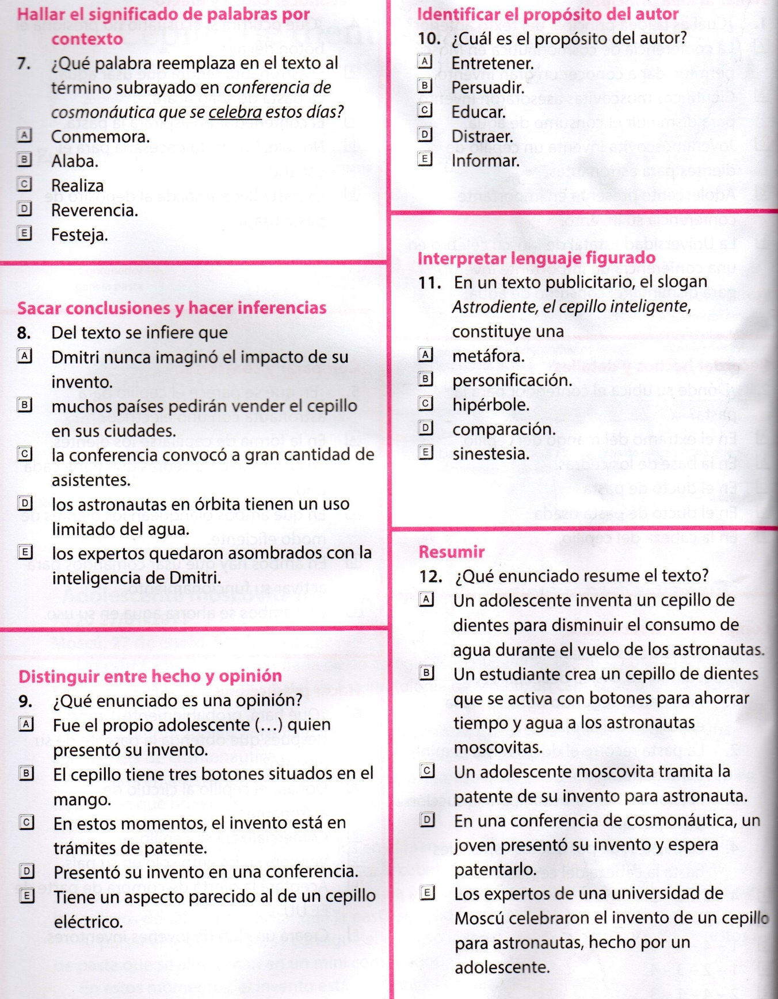 Hallar el significado de palabras por
contexto
7. ¿Qué palabra reemplaza en el texto al
término subrayado en conferencia de
cosmonáutica que se celebra estos días?
A Conmemora.
B Alaba.
C Realiza
D Reverencia.
E Festeja.
Sacar conclusiones y hacer inferencias
8. Del texto se infiere que
A Dmitri nunca imaginó el impacto de su
invento.
B muchos países pedirán vender el cepillo
en sus ciudades.
C la conferencia convocó a gran cantidad de
asistentes.
D los astronautas en órbita tienen un uso
limitado del agua.
E los expertos quedaron asombrados con la
inteligencia de Dmitri.
Distinguir entre hecho y opinión
9. ¿Qué enunciado es una opinión?
A Fue el propio adolescente (...) quien
presentó su invento.
B El cepillo tiene tres botones situados en el
mango.
C En estos momentos, el invento está en
trámites de patente.
D Presentó su invento en una conferencia.
E Tiene un aspecto parecido al de un cepillo
eléctrico.
Identificar el propósito del autor
10. ¿Cuál es el propósito del autor?
A Entretener.
B Persuadir.
C Educar.
D Distraer.
E Informar.
Interpretar lenguaje figurado
11. En un texto publicitario, el slogan
Astrodiente, el cepillo inteligente,
constituye una
A metáfora.
B personificación.
C hipérbole.
D comparación.
E sinestesia.
Resumir
12. ¿Qué enunciado resume el texto?
A Un adolescente inventa un cepillo de
dientes para disminuir el consumo de
agua durante el vuelo de los astronautas.
B Un estudiante crea un cepillo de dientes
que se activa con botones para ahorrar
tiempo y agua a los astronautas
moscovitas.
C Un adolescente moscovita tramita la
patente de su invento para astronauta.
D En una conferencia de cosmonáutica, un
joven presentó su invento y espera
patentarlo.
E Los expertos de una universidad de
Moscú celebraron el invento de un cepillo
para astronautas, hecho por un
adolescente.